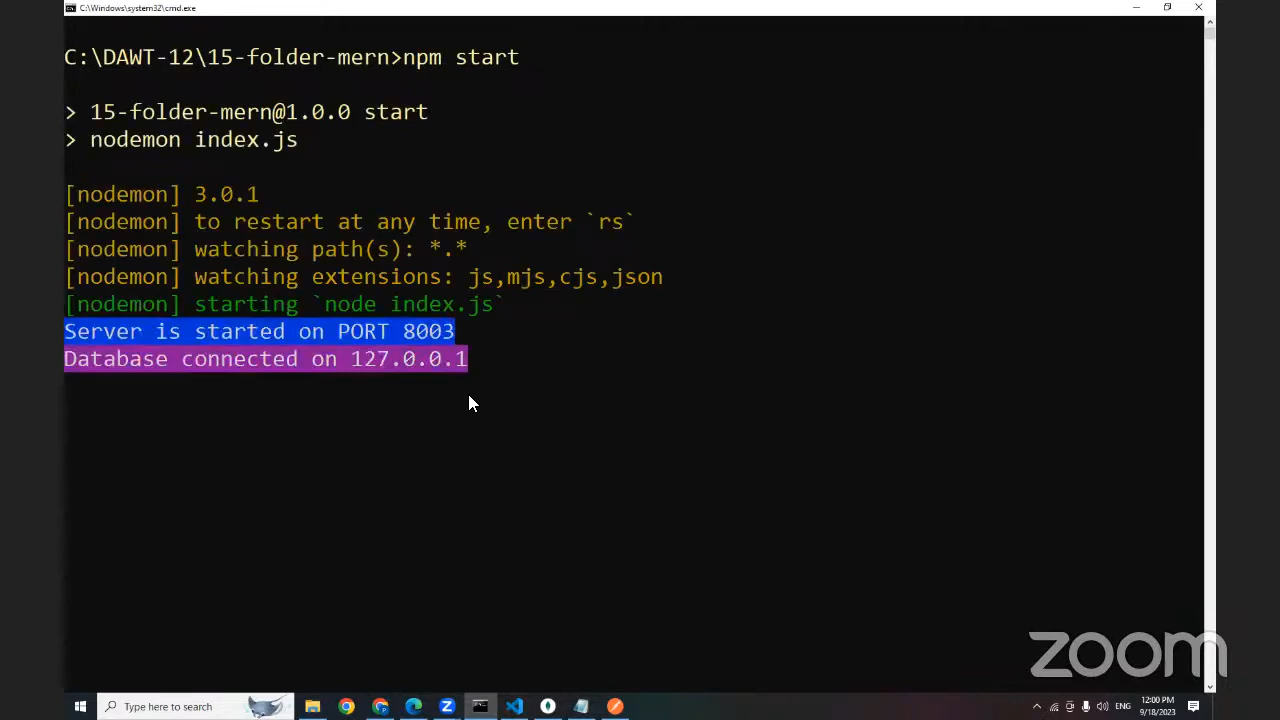 C:\Windows\system32\cmd.exe
C:\DAWT-12\15-folder-mern>npm start
> 15-folder-mern@1.0.0 start
> nodemon index.js
[nodemon] 3.0.1
[nodemon] to restart at any time, enter `rs`
[nodemon] watching path(s): *.*
[nodemon] watching extensions: js,mjs,cjs,json
[nodemon] starting `node index.js`
Server is started on PORT 8003
Database connected on 127.0.0.1
zoom
Type here to search
ENG
12:00 PM
9/18/2023